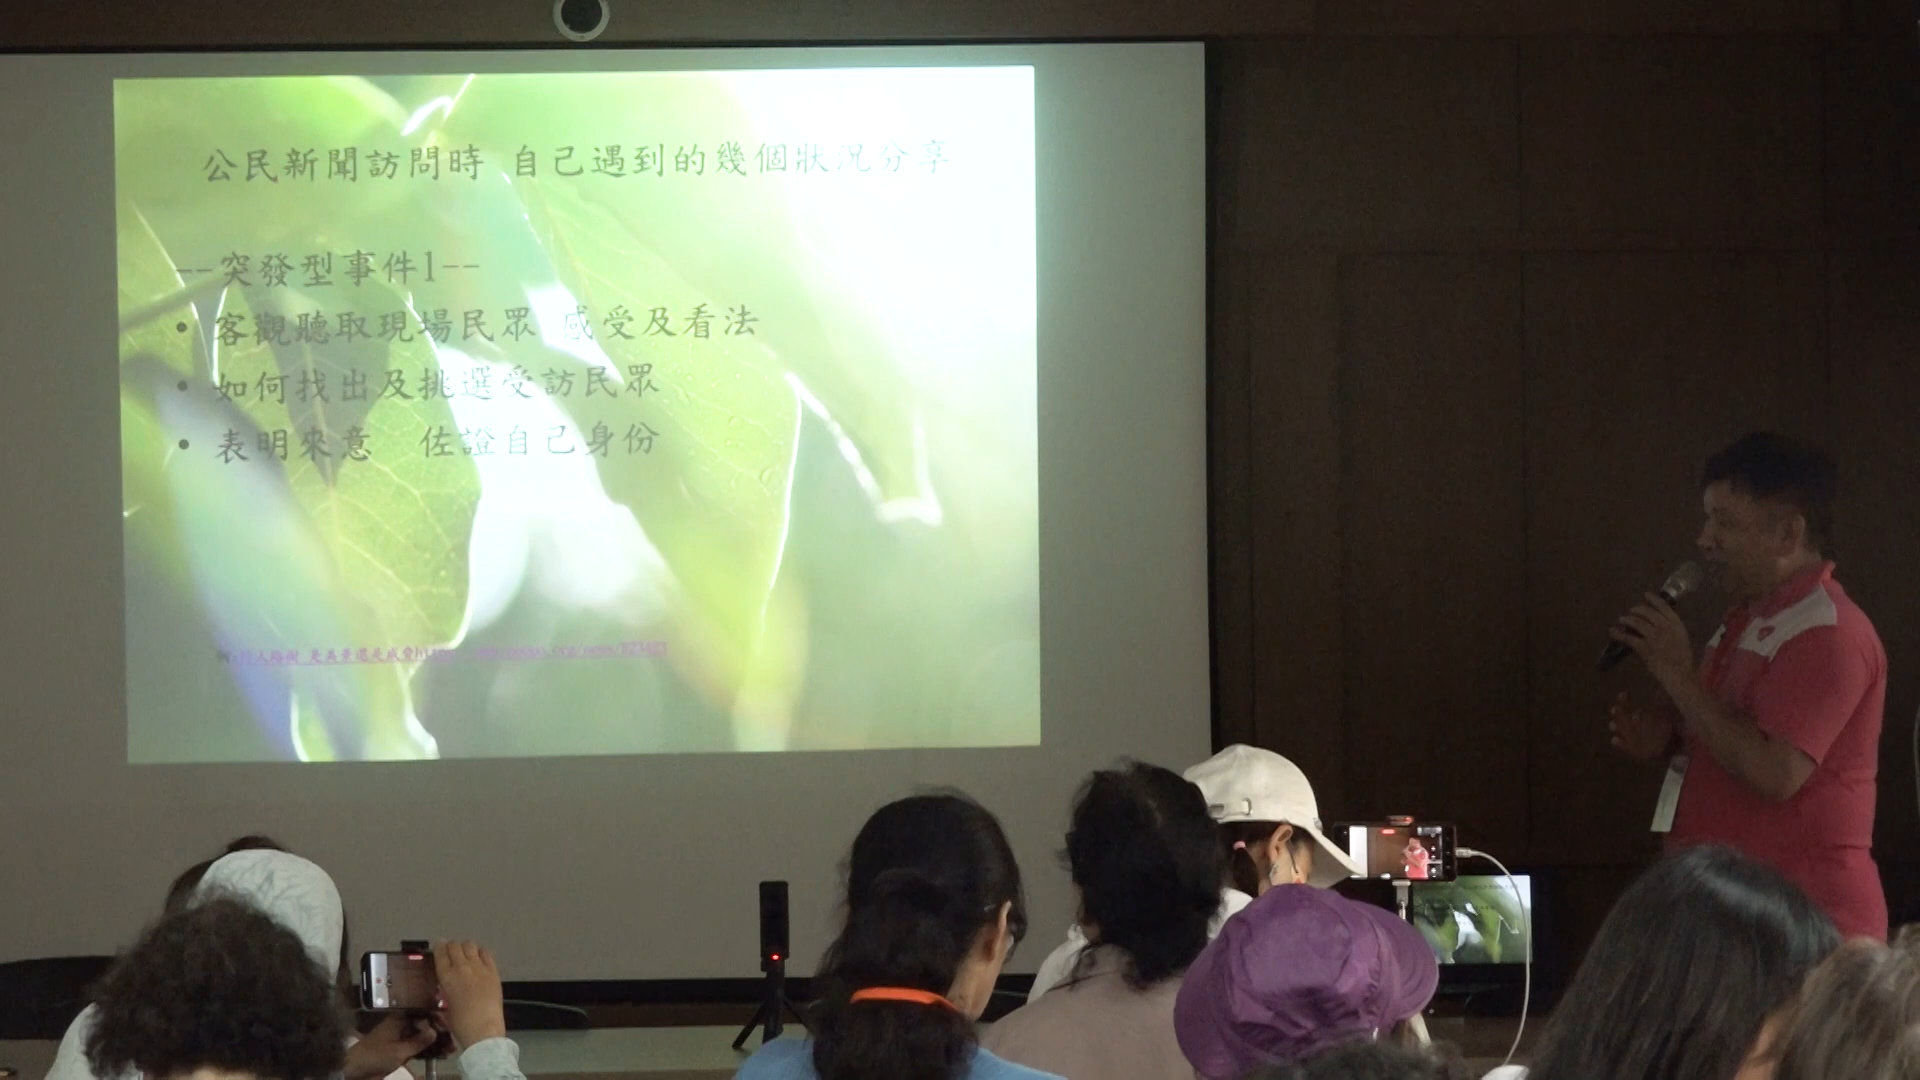 公民新聞訪問時 自己遇到的幾個狀況分享
--突發型事件1--
• 客觀聽取現場民眾 感受及看法
• 如何找出及挑選受訪民眾
• 表明來意 佐證自己身份